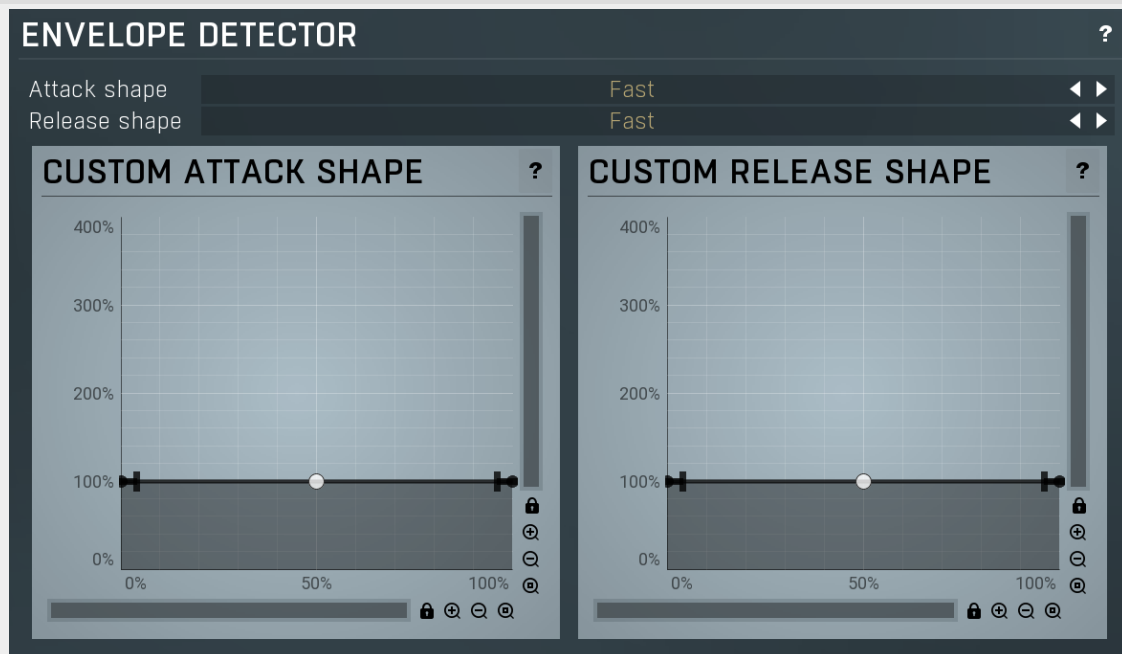 ENVELOPE DETECTOR ?
Attack shape Fast
Release shape Fast
CUSTOM ATTACK SHAPE ?
400%
300%
200%
100%
0%
0% 50% 100%
CUSTOM RELEASE SHAPE ?
400%
300%
200%
100%
0%
0% 50% 100%